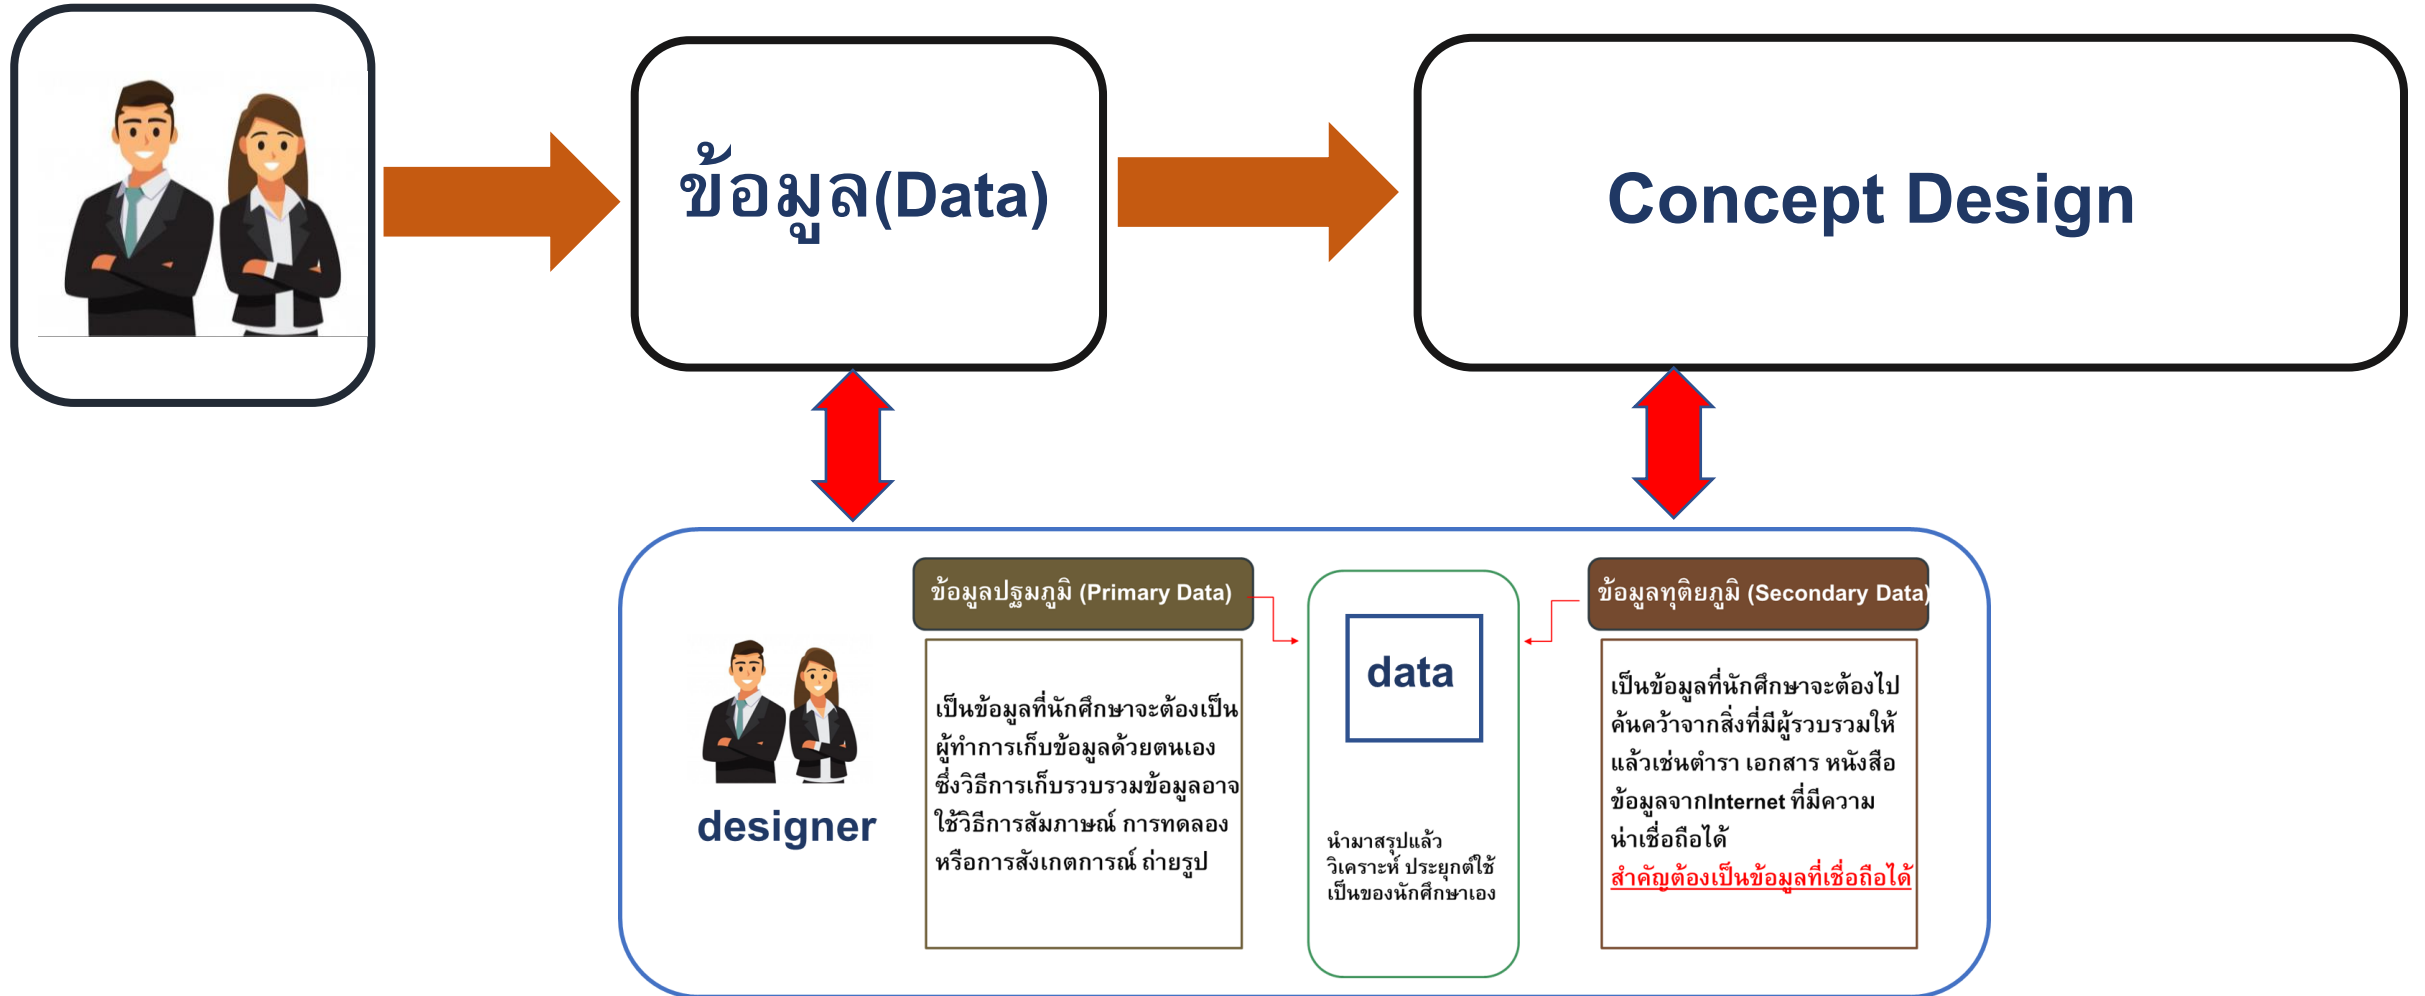 ข้อมูล(Data)
Concept Design
designer
ข้อมูลปฐมภูมิ (Primary Data)
เป็นข้อมูลที่นักศึกษาจะต้องเป็น
ผู้ทำการเก็บข้อมูลด้วยตนเอง
ซึ่งวิธีการเก็บรวบรวมข้อมูลอาจ
ใช้วิธีการสัมภาษณ์ การทดลอง
หรือการสังเกตการณ์ ถ่ายรูป
data
นำมาสรุปแล้ว
วิเคราะห์ ประยุกต์ใช้
เป็นของนักศึกษาเอง
ข้อมูลทุติยภูมิ (Secondary Data)
เป็นข้อมูลที่นักศึกษาจะต้องไป
ค้นคว้าจากสิ่งที่มีผู้รวบรวมให้
แล้วเช่นตำรา เอกสาร หนังสือ
ข้อมูลจากInternet ที่มีความ
น่าเชื่อถือได้
สำคัญต้องเป็นข้อมูลที่เชื่อถือได้